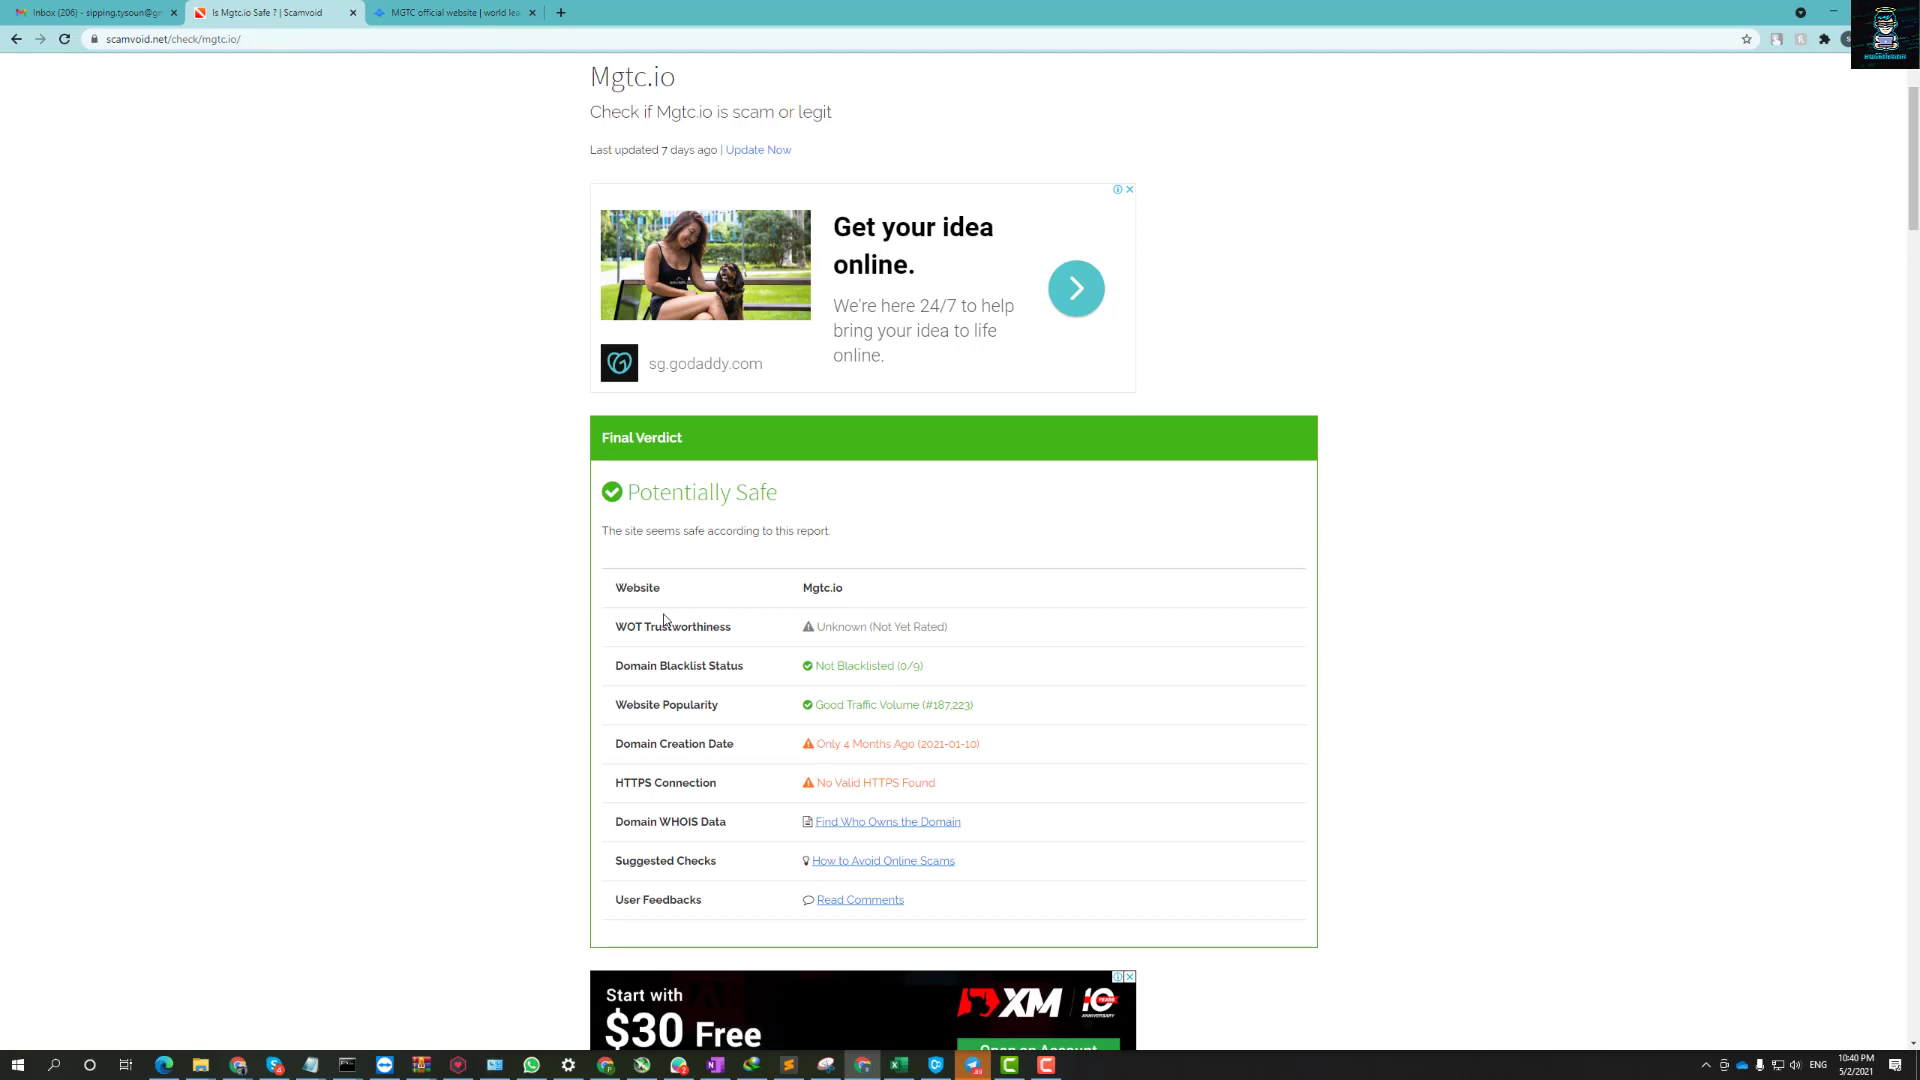 Inbox (206) - sipping.tysoun@gm
Is Mgtc.io Safe ? | Scamvoid
MGTC official website | world lea
scamvoid.net/check/mgtc.io/
Mgtc.io
Check if Mgtc.io is scam or legit
Last updated 7 days ago | Update Now
Get your idea
online.
We're here 24/7 to help
bring your idea to life
online.
sg.godaddy.com
Final Verdict
Potentially Safe
The site seems safe according to this report.
Website Mgtc.io
WOT Trustworthiness Unknown (Not Yet Rated)
Domain Blacklist Status Not Blacklisted (0/9)
Website Popularity Good Traffic Volume (#187,223)
Domain Creation Date Only 4 Months Ago (2021-01-10)
HTTPS Connection No Valid HTTPS Found
Domain WHOIS Data Find Who Owns the Domain
Suggested Checks How to Avoid Online Scams
User Feedbacks Read Comments
Start with
$30 Free
XM
10
YEARS
ANNIVERSARY
Open an Account
ENG
10:40 PM
5/2/2021